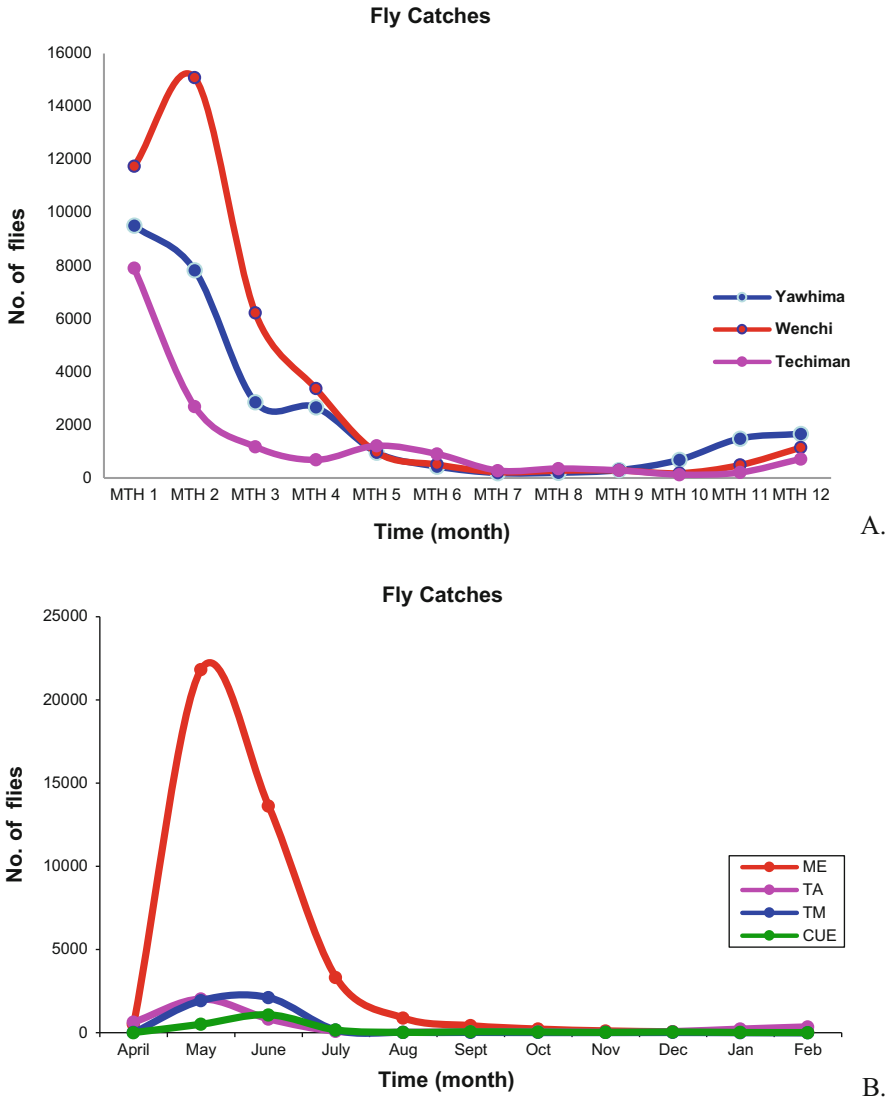 Fly Catches
16000
14000
12000
10000
8000
6000
4000
2000
0
No. of flies
Yawhima
Wenchi
Techiman
MTH 1 MTH 2 MTH 3 MTH 4 MTH 5 MTH 6 MTH 7 MTH 8 MTH 9 MTH 10 MTH 11 MTH 12
Time (month)
A.
Fly Catches
25000
20000
15000
10000
5000
0
No. of flies
ME
TA
TM
CUE
April May June July Aug Sept Oct Nov Dec Jan Feb
Time (month)
B.